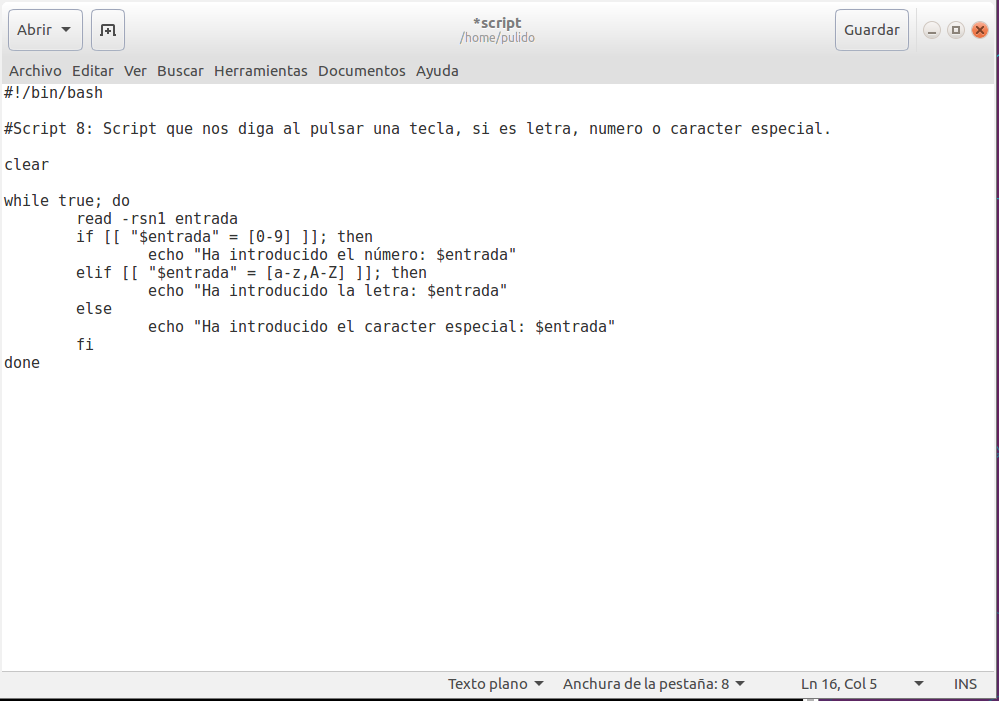 Abrir
*script
/home/pulido
Guardar
Archivo Editar Ver Buscar Herramientas Documentos Ayuda
#!/bin/bash
#Script 8: Script que nos diga al pulsar una tecla, si es letra, numero o caracter especial.
clear
while true; do
        read -rsn1 entrada
        if [[ "$entrada" = [0-9] ]]; then
                echo "Ha introducido el número: $entrada"
        elif [[ "$entrada" = [a-z,A-Z] ]]; then
                echo "Ha introducido la letra: $entrada"
        else
                echo "Ha introducido el caracter especial: $entrada"
        fi
done
Texto plano Anchura de la pestaña: 8 Ln 16, Col 5 INS